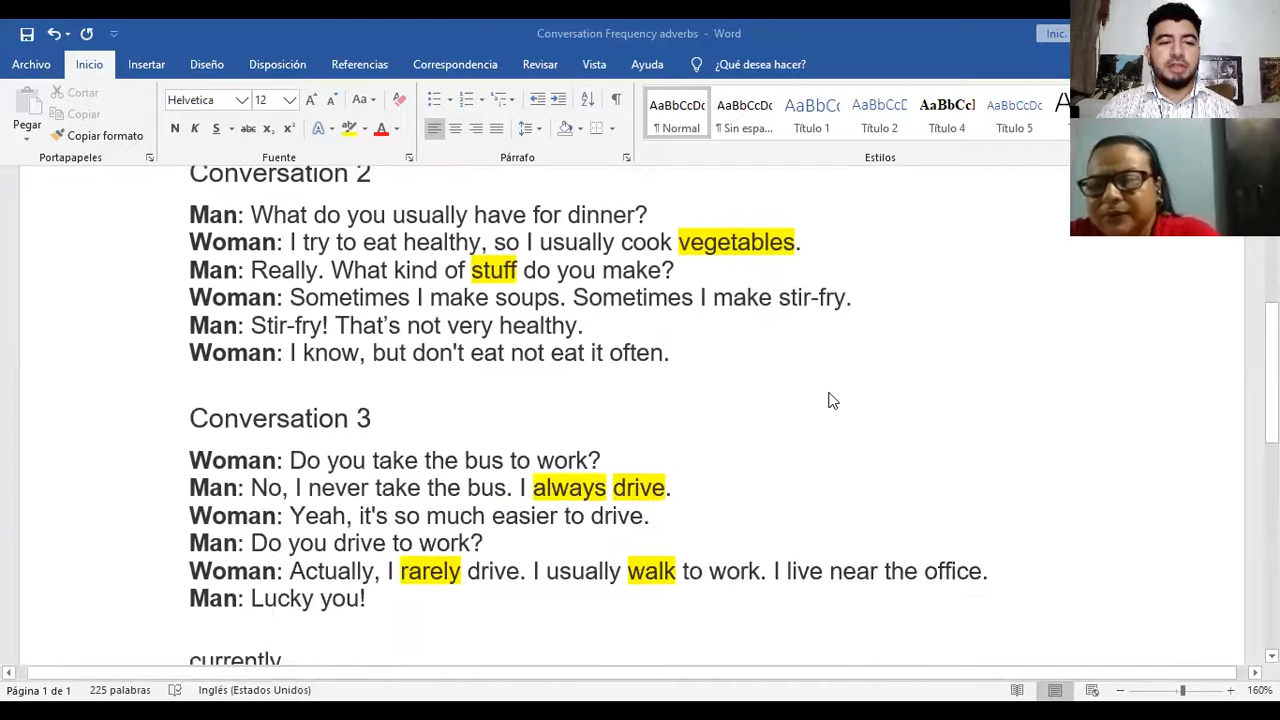 Conversation Frequency adverbs - Word
Inic.
Archivo Inicio Insertar Diseño Disposición Referencias Correspondencia Revisar Vista Ayuda ¿Qué desea hacer?
Pegar
Cortar
Copiar
Copiar formato
Portapapeles
Helvetica 12
Fuente
Párrafo
AaBbCcDc AaBbCcDc AaBbC AaBbCcD AaBbCcI AaBbCcDc
¶ Normal ¶ Sin espa... Título 1 Título 2 Título 4 Título 5
Estilos
Conversation 2
Man: What do you usually have for dinner?
Woman: I try to eat healthy, so I usually cook vegetables.
Man: Really. What kind of stuff do you make?
Woman: Sometimes I make soups. Sometimes I make stir-fry.
Man: Stir-fry! That’s not very healthy.
Woman: I know, but don't eat not eat it often.
Conversation 3
Woman: Do you take the bus to work?
Man: No, I never take the bus. I always drive.
Woman: Yeah, it's so much easier to drive.
Man: Do you drive to work?
Woman: Actually, I rarely drive. I usually walk to work. I live near the office.
Man: Lucky you!
currently
Página 1 de 1 225 palabras Inglés (Estados Unidos) 160%